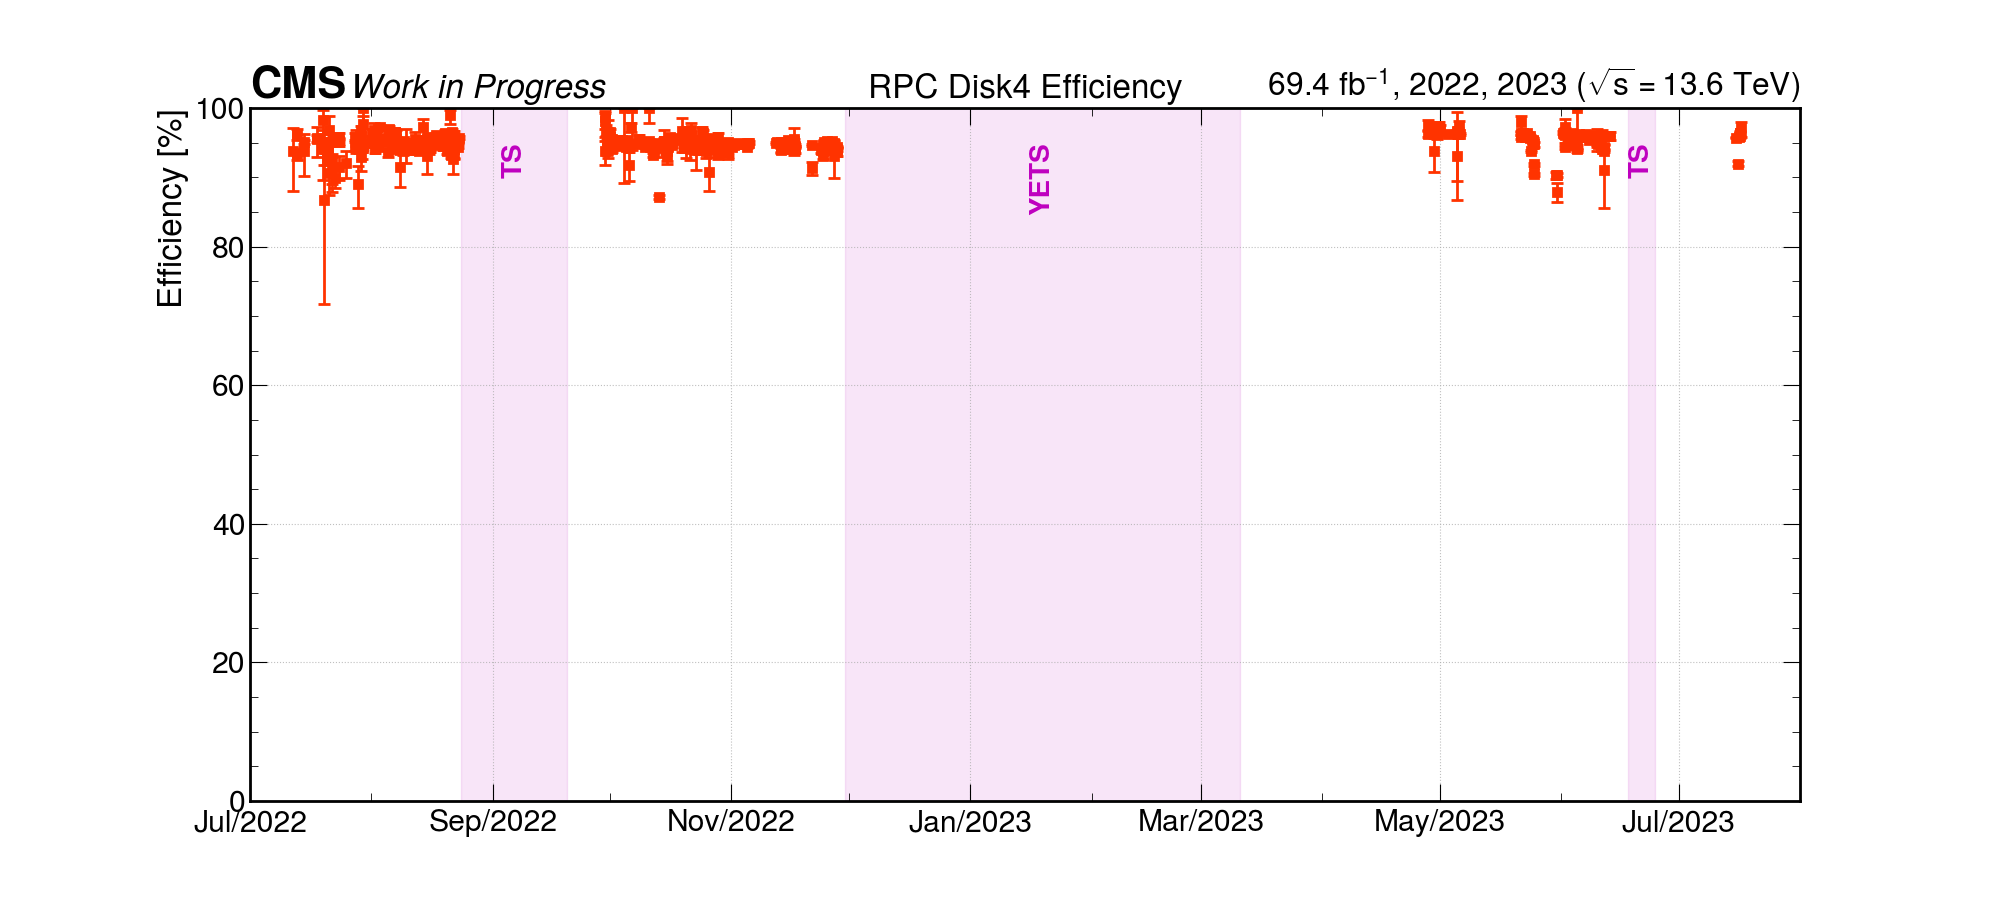 CMS Work in Progress RPC Disk4 Efficiency 69.4 fb⁻¹, 2022, 2023 (√s = 13.6 TeV)
Efficiency [%]
100
80
60
40
20
0
TS
YETS
TS
Jul/2022 Sep/2022 Nov/2022 Jan/2023 Mar/2023 May/2023 Jul/2023